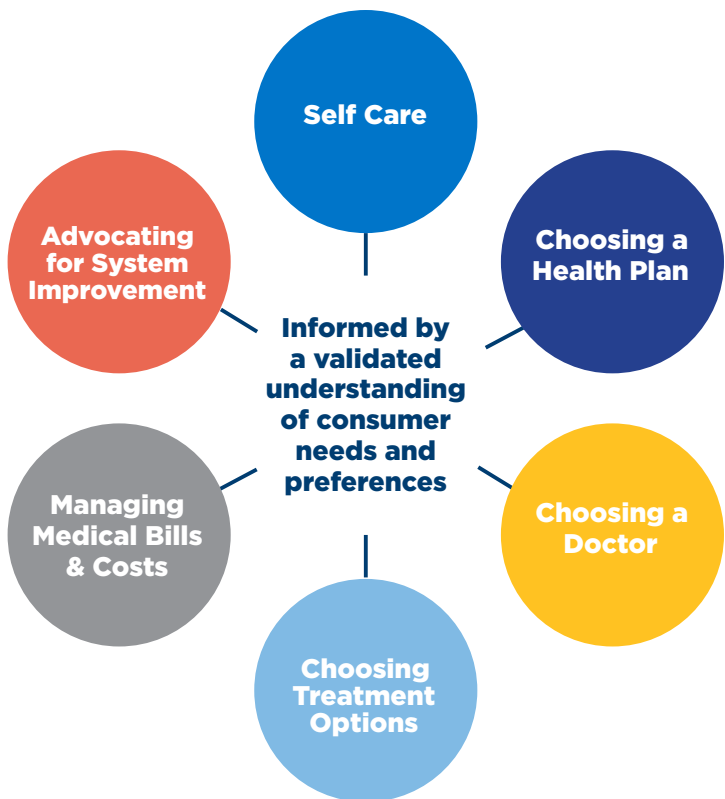 Self Care
Choosing a
Health Plan
Choosing a
Doctor
Choosing
Treatment
Options
Managing
Medical Bills
& Costs
Advocating
for System
Improvement
Informed by
a validated
understanding
of consumer
needs and
preferences